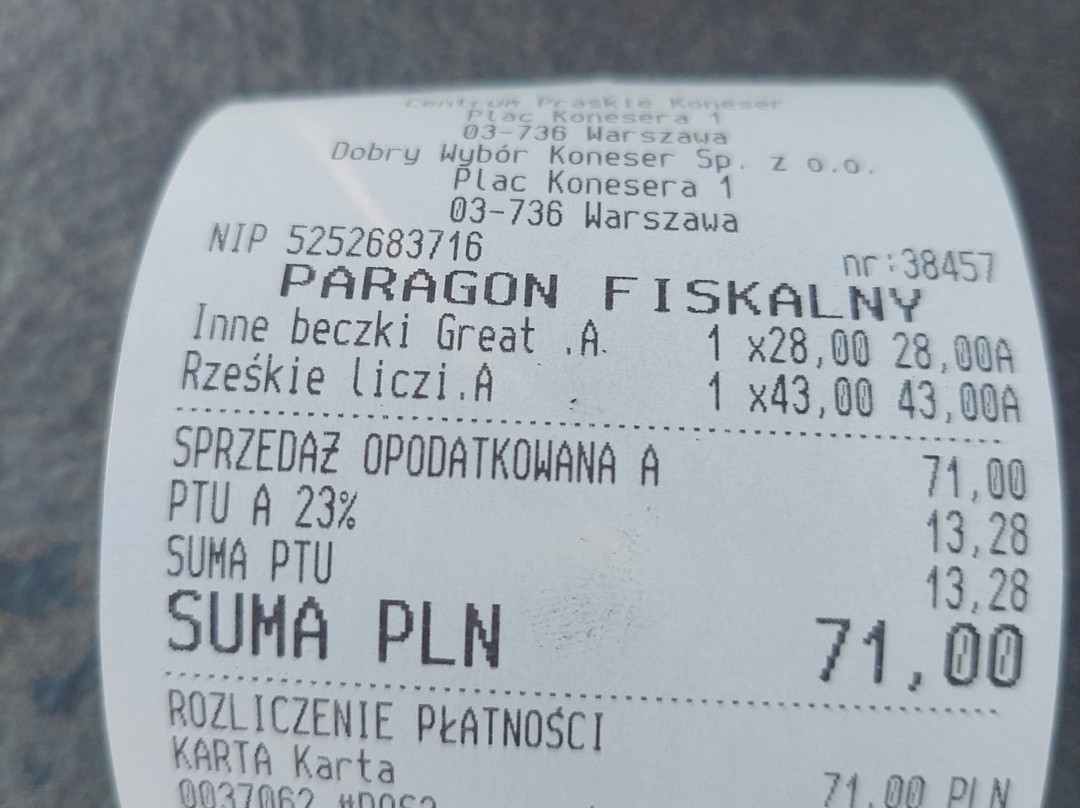 Centrum Praskie Koneser
Plac Konesera 1
03-736 Warszawa
Dobry Wybór Koneser Sp. z o.o.
Plac Konesera 1
03-736 Warszawa
NIP 5252683716 nr:38457
PARAGON FISKALNY
Inne beczki Great .A. 1 x28,00 28,00A
Rześkie liczi.A 1 x43,00 43,00A
SPRZEDAŻ OPODATKOWANA A 71,00
PTU A 23% 13,28
SUMA PTU 13,28
SUMA PLN 71,00
ROZLICZENIE PŁATNOŚCI
KARTA Karta 71,00 PLN
0037062